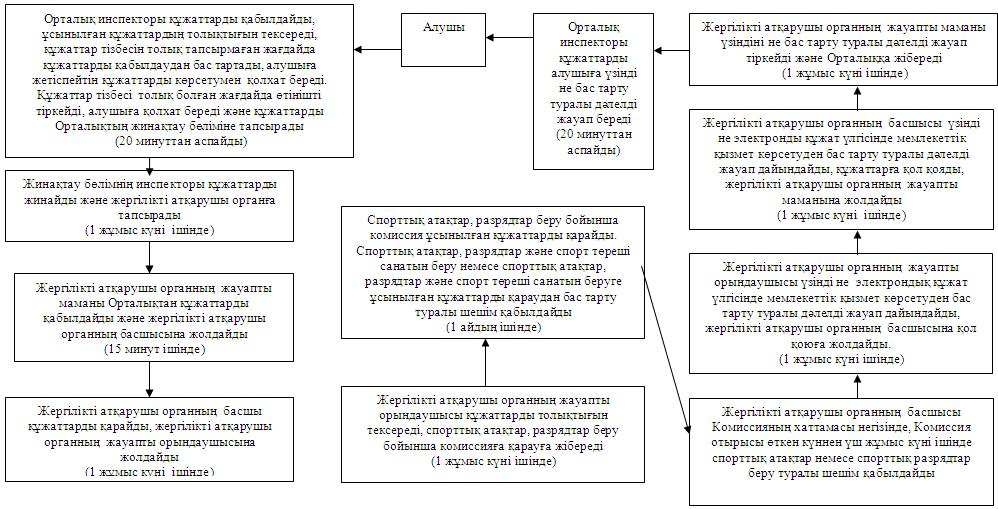 Алушы
Орталық инспекторы құжаттарды қабылдайды,
ұсынылған құжаттардың толықтығын тексереді,
құжаттар тізбесін толық тапсырмаған жағдайда
құжаттарды қабылдаудан бас тартады, алушыға
жетіспейтін құжаттарды көрсетумен қолхат береді.
Құжаттар тізбесі толық болған жағдайда өтінішті
тіркейді, алушыға қолхат береді және құжаттарды
Орталықтың жинақтау бөліміне тапсырады
(20 минуттан аспайды)
Жинақтау бөлімнің инспекторы құжаттарды
жинайды және жергілікті атқарушы органға
тапсырады
(1 жұмыс күні ішінде)
Жергілікті атқарушы органның жауапты
маманы Орталықтан құжаттарды
қабылдайды және жергілікті атқарушы
органның басшысына жолдайды
(15 минут ішінде)
Жергілікті атқарушы органның басшы
құжаттарды қарайды, жергілікті атқарушы
органның жауапты орындаушысына
жолдайды
(1 жұмыс күні ішінде)
Жергілікті атқарушы органның жауапты
орындаушысы құжаттарды толықтығын
тексереді, спорттық атақтар, разрядтар беру
бойынша комиссияға қарауға жібереді
(1 жұмыс күні ішінде)
Спорттық атақтар, разрядтар беру бойынша
комиссия ұсынылған құжаттарды қарайды.
Спорттық атақтар, разрядтар және спорт төреші
санатын беру немесе спорттық атақтар,
разрядтар және спорт төреші санатын беруге
ұсынылған құжаттарды қараудан бас тарту
туралы шешім қабылдайды
(1 айдың ішінде)
Жергілікті атқарушы органның басшысы
Комиссияның хаттамасы негізінде, Комиссия
отырысы өткен күннен үш жұмыс күні ішінде
спорттық атақтар немесе спорттық разрядтар
беру туралы шешім қабылдайды
Жергілікті атқарушы органның жауапты
орындаушысы үзінді не электрондық құжат
үлгісінде мемлекеттік қызмет көрсетуден бас
тарту туралы дәлелді жауап дайындайды,
жергілікті атқарушы органның басшысына қол
қоюға жолдайды.
(1 жұмыс күні ішінде)
Жергілікті атқарушы органның басшысы үзінді
не электронды құжат үлгісінде мемлекеттік
қызмет көрсетуден бас тарту туралы дәлелді
жауап дайындайды, құжаттарға қол қояды,
жергілікті атқарушы органның жауапты
маманына жолдайды
(1 жұмыс күні ішінде)
Жергілікті атқарушы органның жауапты маманы
үзіндіні не бас тарту туралы дәлелді жауап
тіркейді және Орталыққа жібереді
(1 жұмыс күні ішінде)
Орталық
инспекторы
құжаттарды
алушыға үзінді
не бас тарту
туралы дәлелді
жауап береді
(20 минуттан
аспайды)